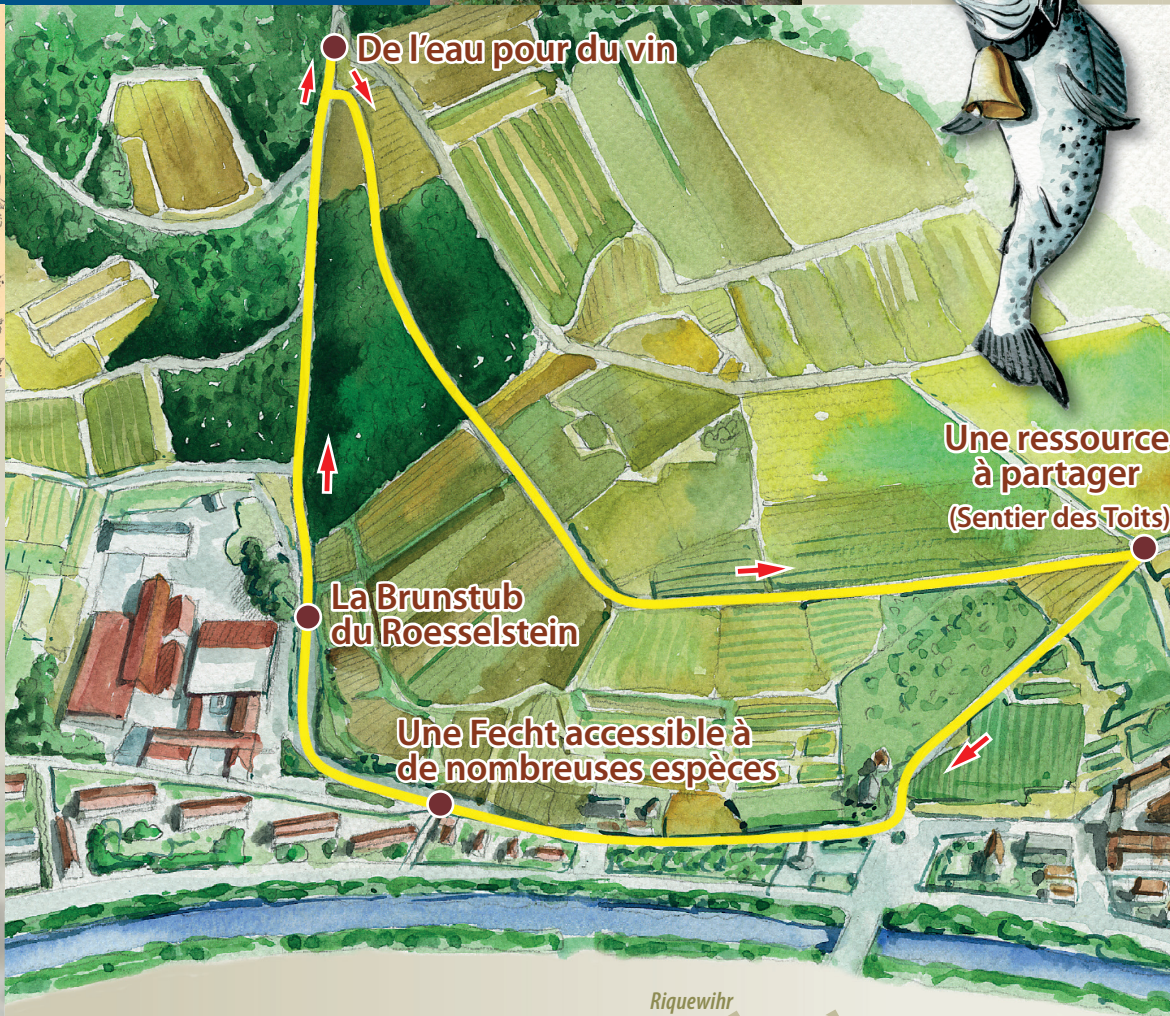 De l'eau pour du vin
Une ressource
à partager
(Sentier des Toits)
La Brunstub
du Roesselstein
Une Fecht accessible à
de nombreuses espèces
Riquewihr